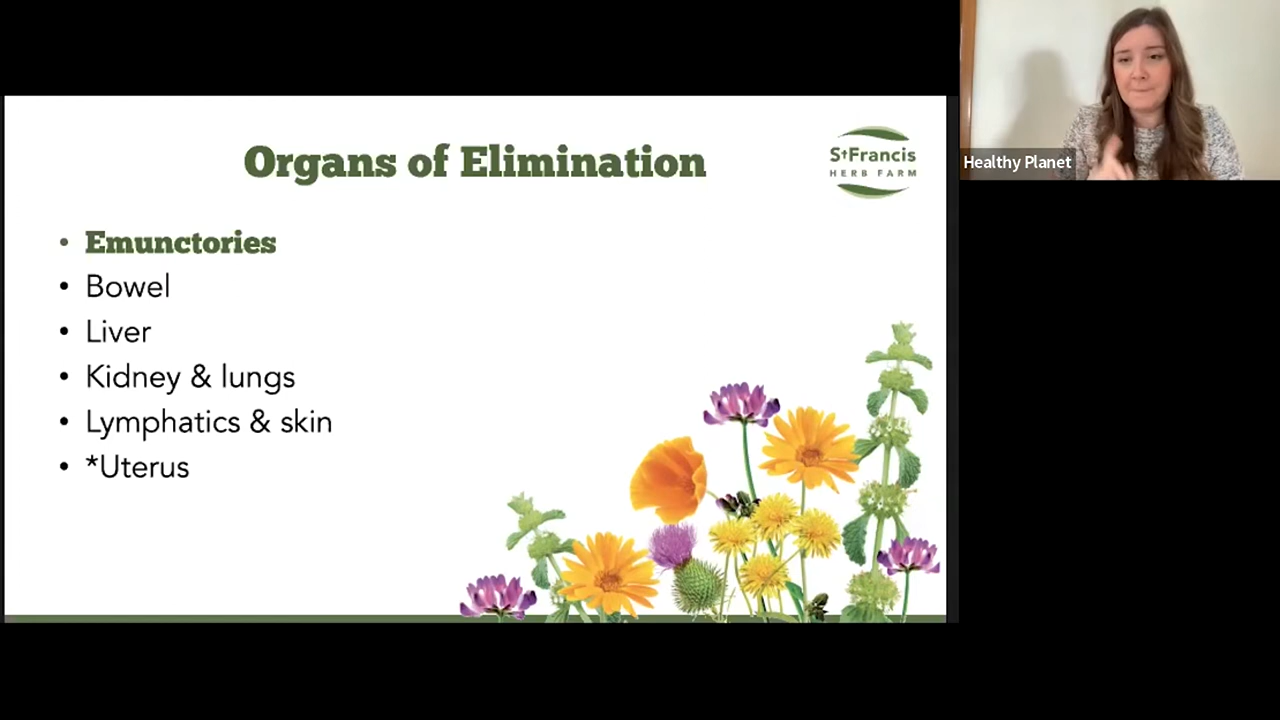 Organs of Elimination
StFrancis
HERB FARM
• Emunctories
• Bowel
• Liver
• Kidney & lungs
• Lymphatics & skin
• *Uterus
Healthy Planet